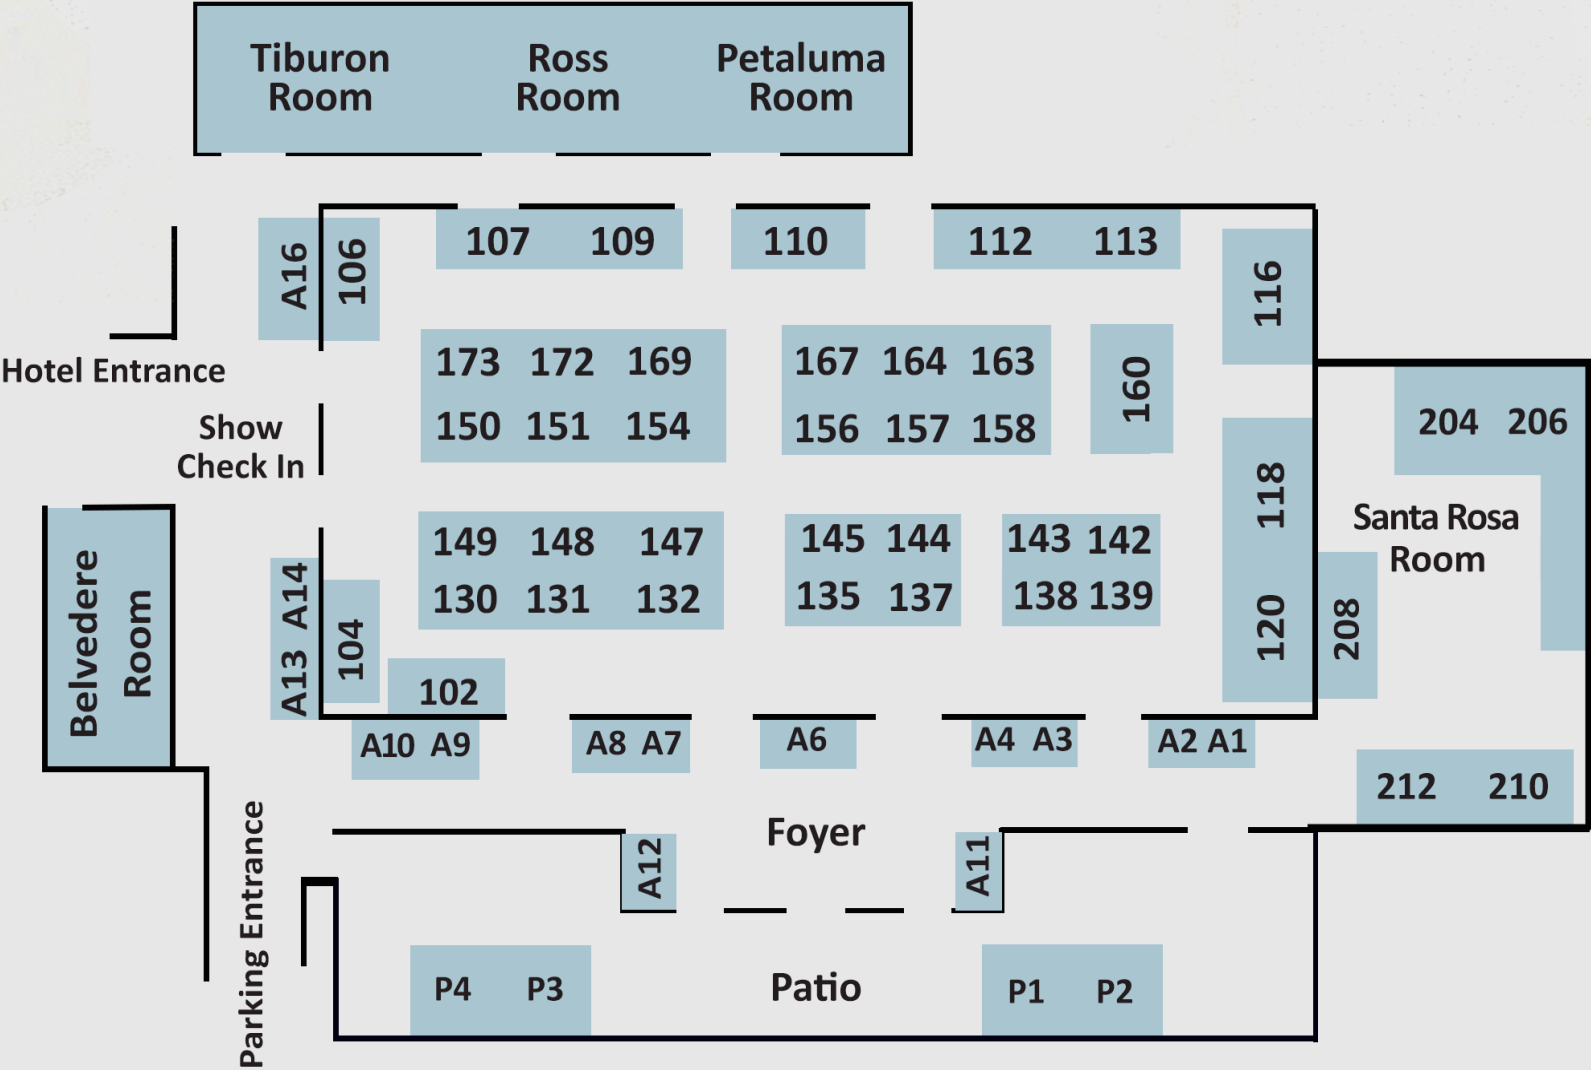 Tiburon
Room
Ross
Room
Petaluma
Room
A16
106
107 109
110
112 113
116
Hotel Entrance
173 172 169
150 151 154
167 164 163
156 157 158
160
204 206
Show
Check In
118
120
Santa Rosa
Room
208
Belvedere
Room
A13 A14
104
102
149 148 147
130 131 132
145 144
135 137
143 142
138 139
A10 A9
A8 A7
A6
A4 A3
A2 A1
212 210
Parking Entrance
A12
Foyer
A11
P4 P3
Patio
P1 P2